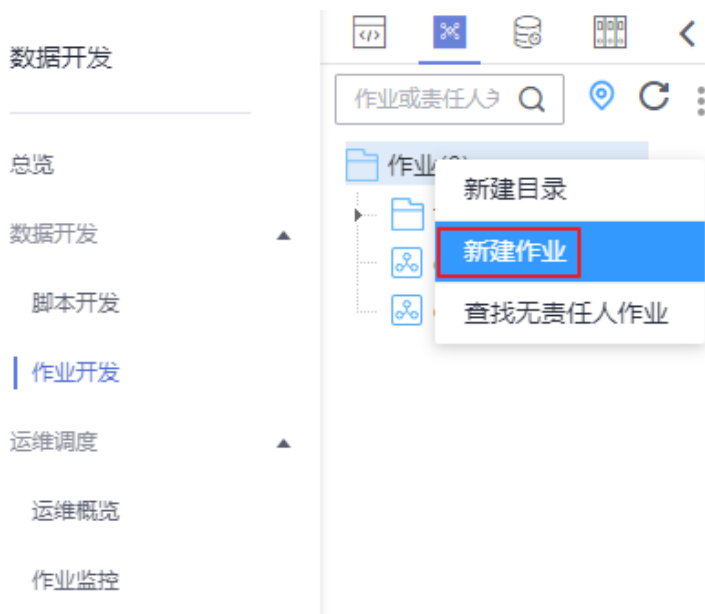 数据开发
总览
数据开发
脚本开发
作业开发
运维调度
运维概览
作业监控
</>
作业或责任人
作业
新建目录
新建作业
查找无责任人作业